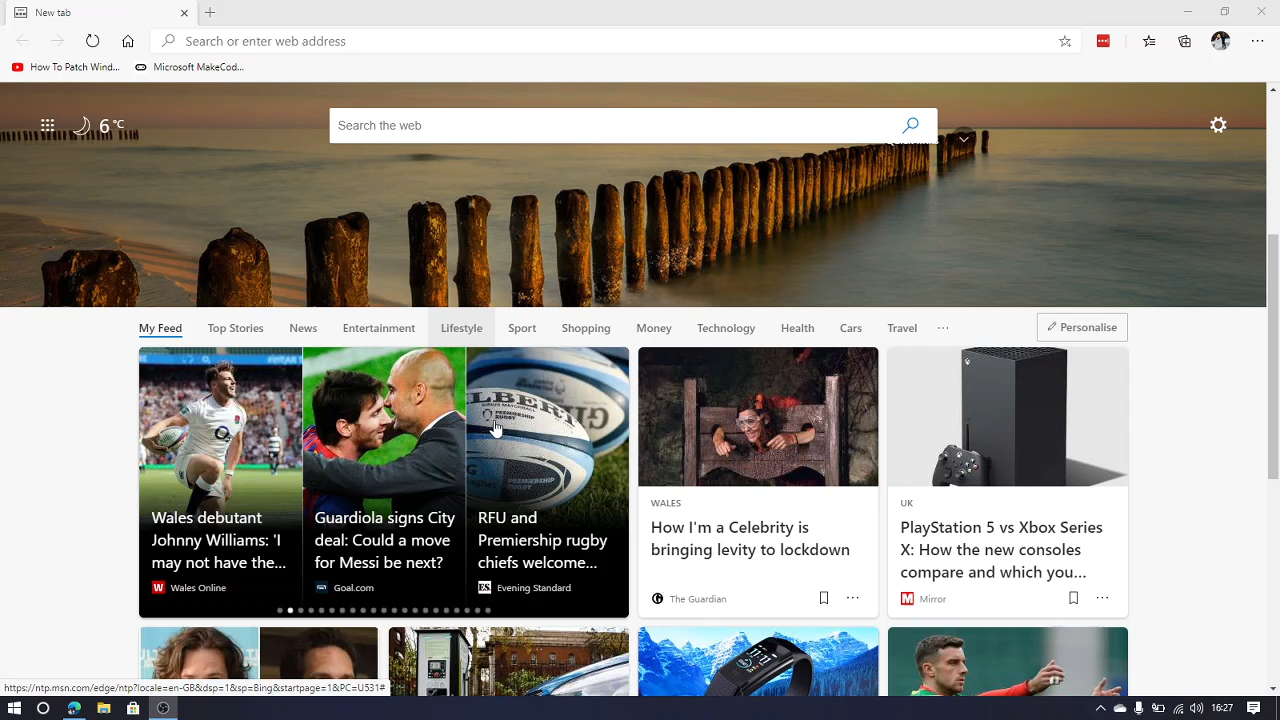 New tab
Search or enter web address
How To Patch Wind...
Microsoft MakeCod...
6 °C
Search the web
My Feed
Top Stories
News
Entertainment
Lifestyle
Sport
Shopping
Money
Technology
Health
Cars
Travel
Personalise
Wales debutant
Johnny Williams: 'I
may not have the...
Wales Online
Guardiola signs City
deal: Could a move
for Messi be next?
Goal.com
RFU and
Premiership rugby
chiefs welcome...
Evening Standard
WALES
How I'm a Celebrity is
bringing levity to lockdown
The Guardian
UK
PlayStation 5 vs Xbox Series
X: How the new consoles
compare and which you...
Mirror
https://ntp.msn.com/edge/ntp?locale=en-GB&dsp=1&sp=Bing&startpage=1&PC=U531#
16:27